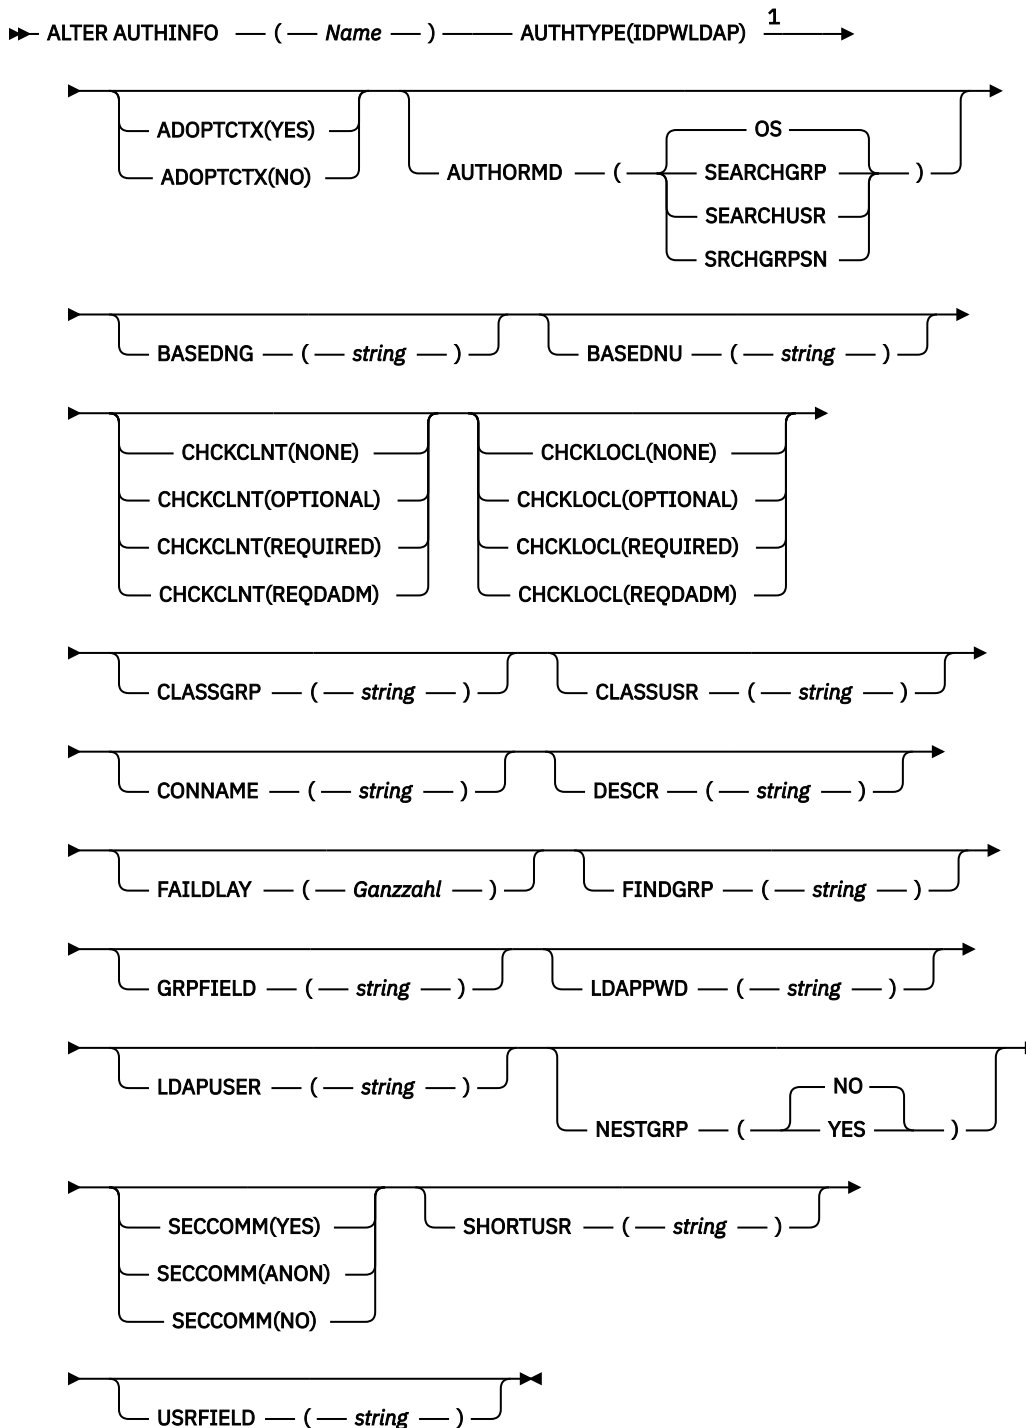 ALTER AUTHINFO ( Name ) AUTHTYPE(IDPWLDAP) 1
ADOPTCTX(YES)
ADOPTCTX(NO)
AUTHORMD ( OS
SEARCHGRP )
SEARCHUSR
SRCHGRPSN
BASEDNG ( string ) BASEDNU ( string )
CHCKCLNT(NONE) CHCKLOCL(NONE)
CHCKCLNT(OPTIONAL) CHCKLOCL(OPTIONAL)
CHCKCLNT(REQUIRED) CHCKLOCL(REQUIRED)
CHCKCLNT(REQDADM) CHCKLOCL(REQDADM)
CLASSGRP ( string ) CLASSUSR ( string )
CONNAME ( string ) DESCR ( string )
FAILDLAY ( Ganzzahl ) FINDGRP ( string )
GRPFIELD ( string ) LDAPPWD ( string )
LDAPUSER ( string )
NESTGRP ( NO
YES )
SECCOMM(YES)
SECCOMM(ANON)
SECCOMM(NO)
SHORTUSR ( string )
USRFIELD ( string )